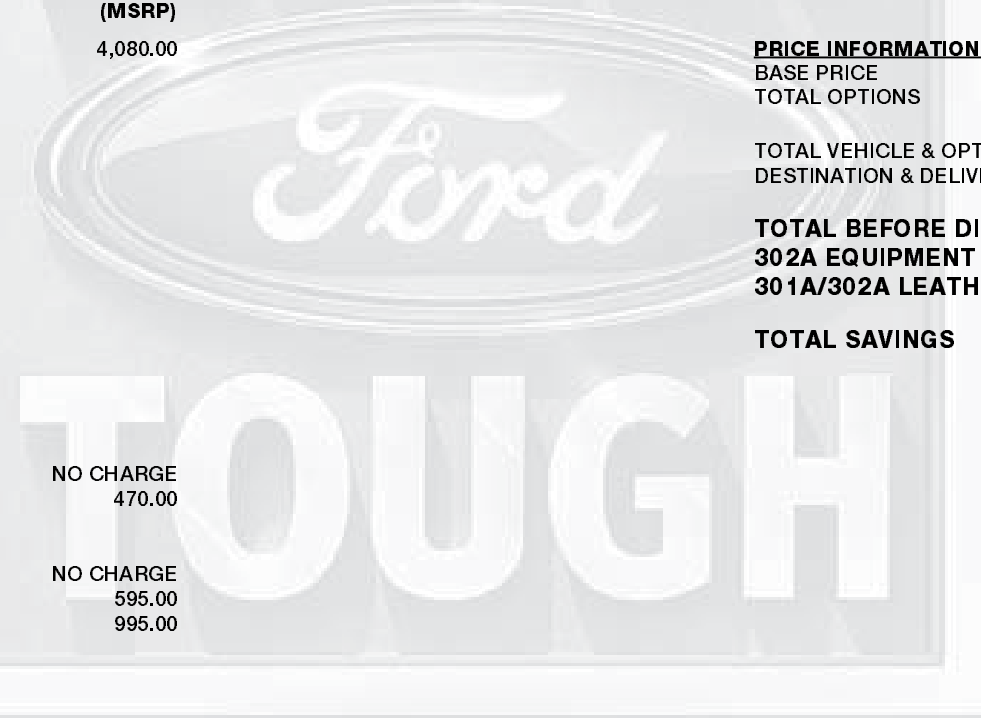 (MSRP)
4,080.00
NO CHARGE
470.00
NO CHARGE
595.00
995.00
Ford
TOUGH
PRICE INFORMATION
BASE PRICE
TOTAL OPTIONS
TOTAL VEHICLE & OPT
DESTINATION & DELIV
TOTAL BEFORE DI
302A EQUIPMENT
301A/302A LEATH
TOTAL SAVINGS